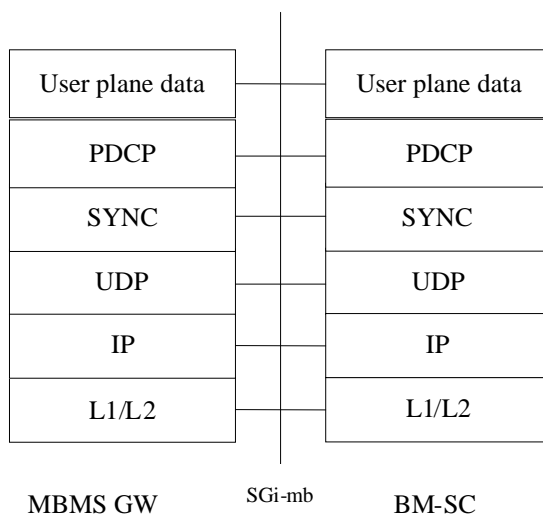 User plane data User plane data
PDCP PDCP
SYNC SYNC
UDP UDP
IP IP
L1/L2 L1/L2
MBMS GW SGi-mb BM-SC